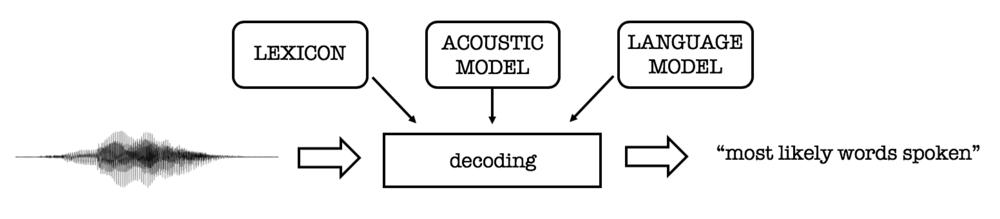 LEXICON
ACOUSTIC
MODEL
LANGUAGE
MODEL
decoding
“most likely words spoken”